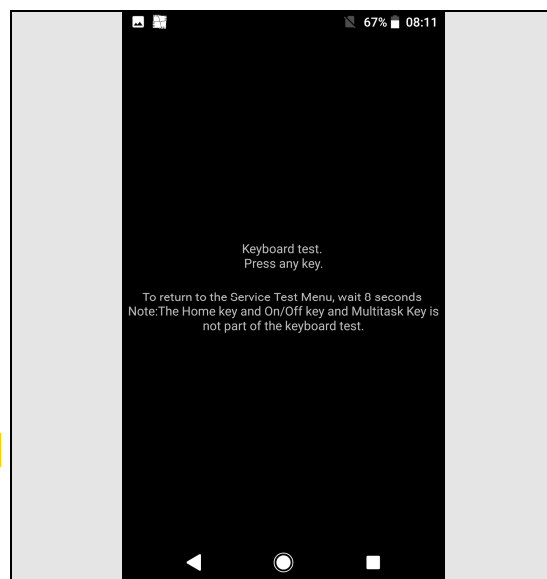 67% 08:11
Keyboard test.
Press any key.
To return to the Service Test Menu, wait 8 seconds
Note:The Home key and On/Off key and Multitask Key is
not part of the keyboard test.